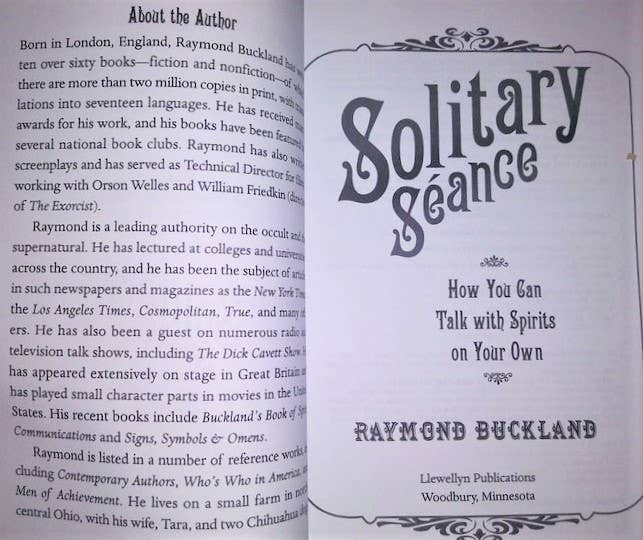 About the Author
Born in London, England, Raymond Buckland has
ten over sixty books—fiction and nonfiction—of
there are more than two million copies in print, with
lations into seventeen languages. He has received
awards for his work, and his books have been featured
several national book clubs. Raymond has also
screenplays and has served as Technical Director for
working with Orson Welles and William Friedkin
of The Exorcist).
Raymond is a leading authority on the occult and
supernatural. He has lectured at colleges and
across the country, and he has been the subject of
in such newspapers and magazines as the New York
the Los Angeles Times, Cosmopolitan, True, and many
ers. He has also been a guest on numerous radio
television talk shows, including The Dick Cavett Show.
has appeared extensively on stage in Great Britain
has played small character parts in movies in the
States. His recent books include Buckland's Book of
Communications and Signs, Symbols & Omens.
Raymond is listed in a number of reference works,
cluding Contemporary Authors, Who's Who in America,
Men of Achievement. He lives on a small farm in
central Ohio, with his wife, Tara, and two Chihuahua
Solitary
Séance
How You Can
Talk with Spirits
on Your Own
RAYMOND BUCKLAND
Llewellyn Publications
Woodbury, Minnesota